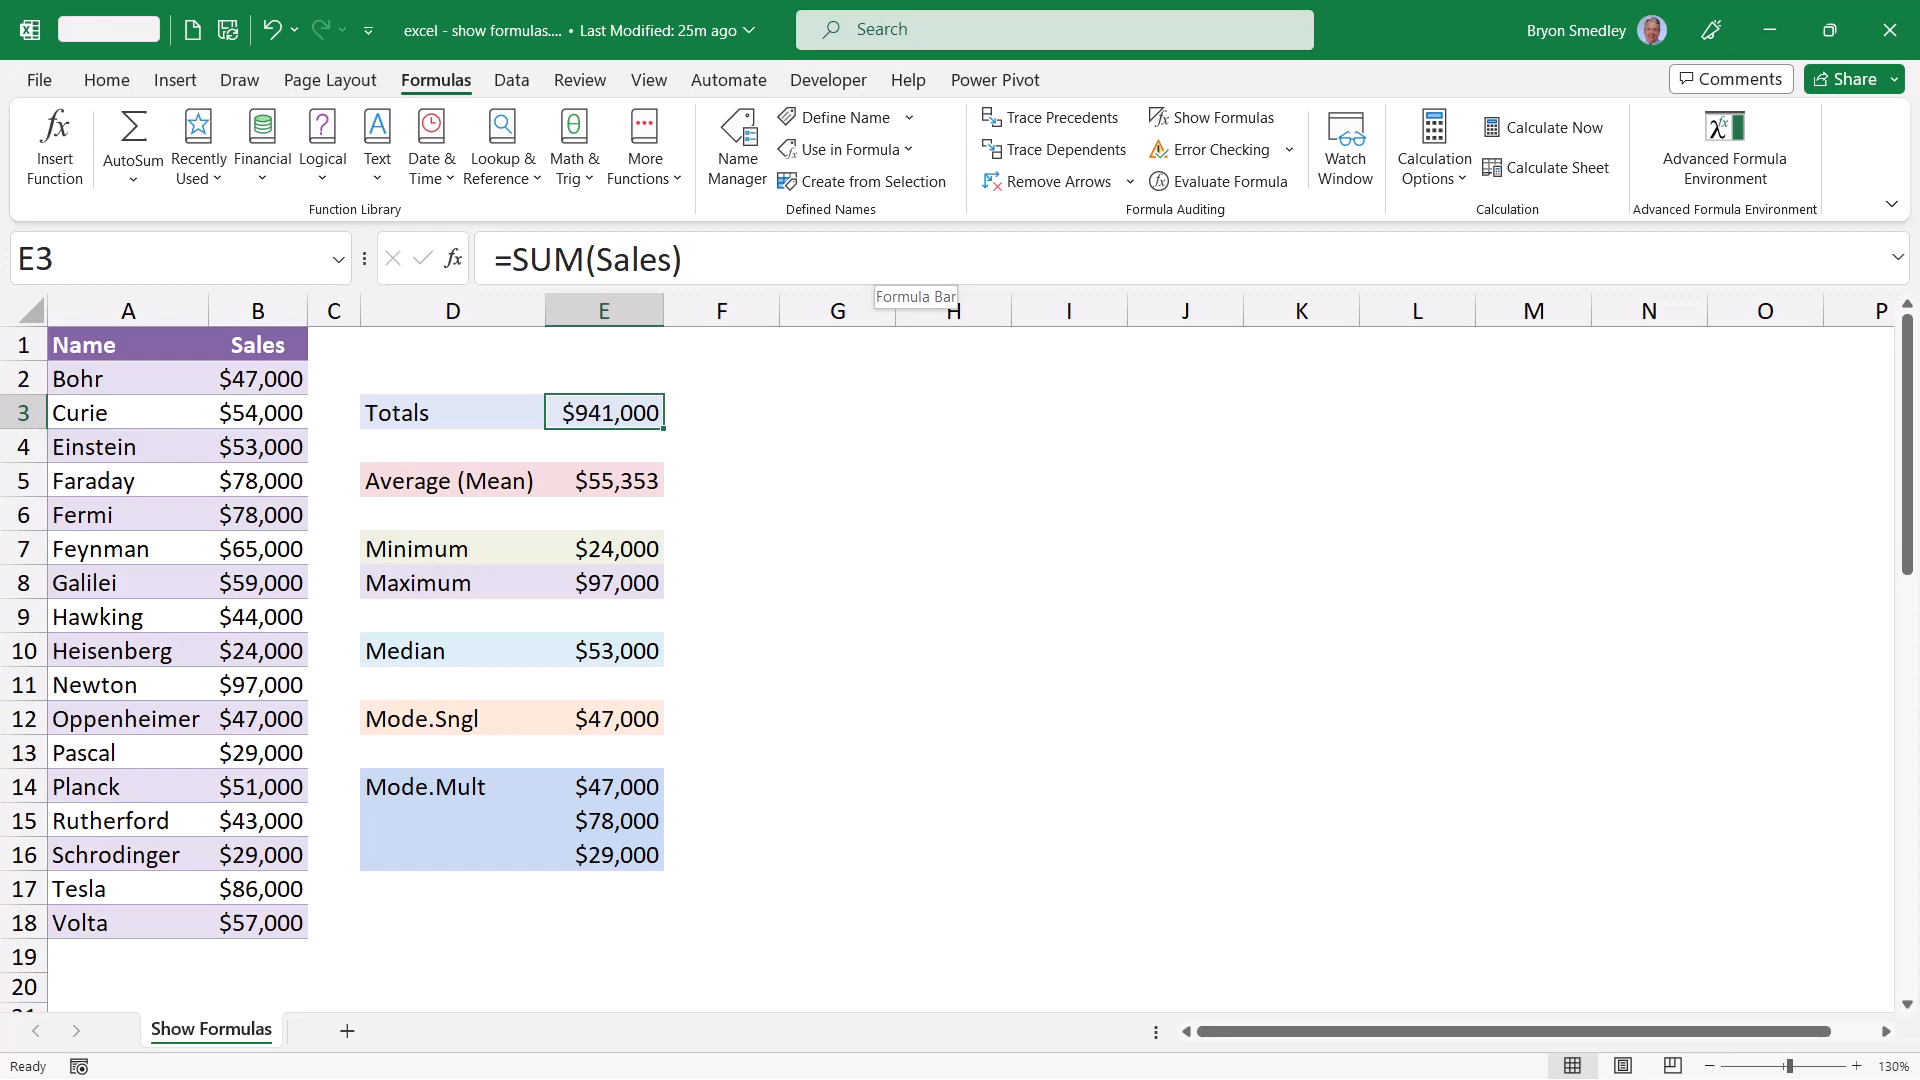 excel - show formulas.... • Last Modified: 25m ago
Search
Bryon Smedley
File Home Insert Draw Page Layout Formulas Data Review View Automate Developer Help Power Pivot
Comments Share
Insert Function
AutoSum
Recently Used
Financial
Logical
Text
Date & Time
Lookup & Reference
Math & Trig
More Functions
Function Library
Name Manager
Define Name
Use in Formula
Create from Selection
Defined Names
Trace Precedents
Trace Dependents
Remove Arrows
Show Formulas
Error Checking
Evaluate Formula
Formula Auditing
Watch Window
Calculation Options
Calculate Now
Calculate Sheet
Calculation
Advanced Formula Environment
Advanced Formula Environment
E3 fx =SUM(Sales)
Formula Bar
A B C D E F G H I J K L M N O P
1 Name Sales
2 Bohr $47,000
3 Curie $54,000 Totals $941,000
4 Einstein $53,000
5 Faraday $78,000 Average (Mean) $55,353
6 Fermi $78,000
7 Feynman $65,000 Minimum $24,000
8 Galilei $59,000 Maximum $97,000
9 Hawking $44,000
10 Heisenberg $24,000 Median $53,000
11 Newton $97,000
12 Oppenheimer $47,000 Mode.Sngl $47,000
13 Pascal $29,000
14 Planck $51,000 Mode.Mult $47,000
15 Rutherford $43,000 $78,000
16 Schrodinger $29,000 $29,000
17 Tesla $86,000
18 Volta $57,000
19
20
Show Formulas
Ready
130%